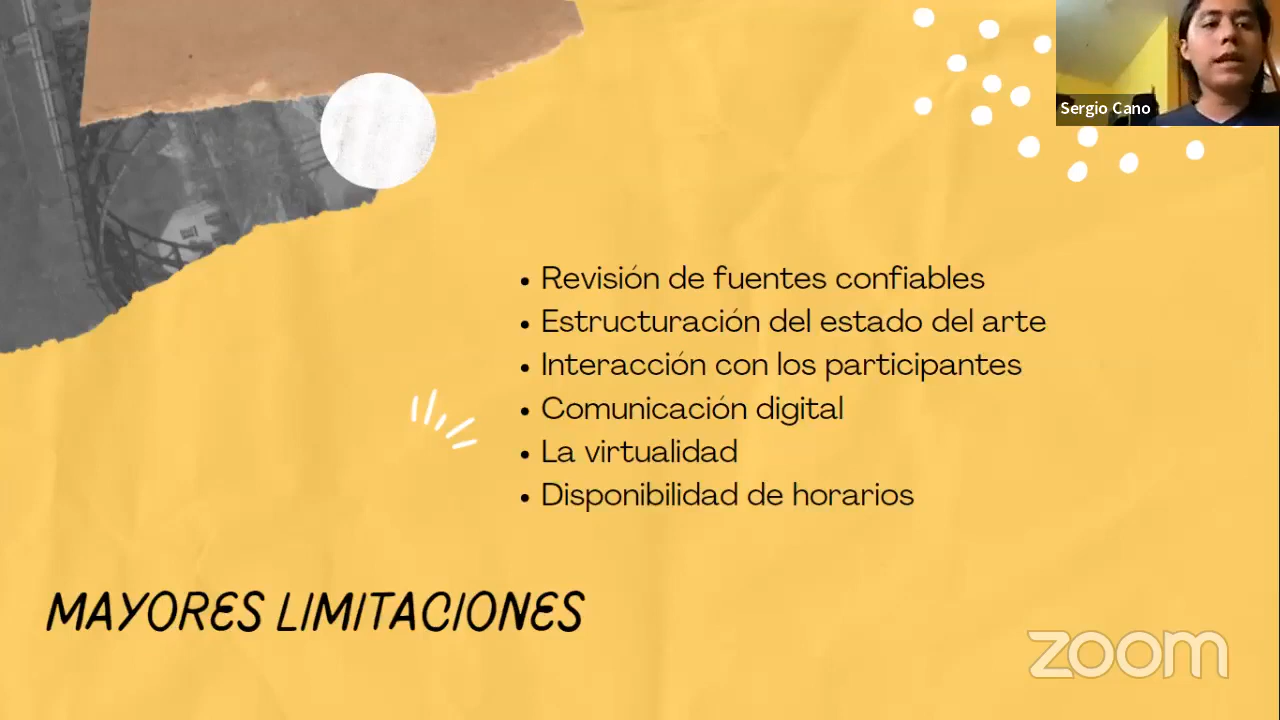 Sergio Cano
• Revisión de fuentes confiables
• Estructuración del estado del arte
• Interacción con los participantes
• Comunicación digital
• La virtualidad
• Disponibilidad de horarios
MAYORES LIMITACIONES
zoom